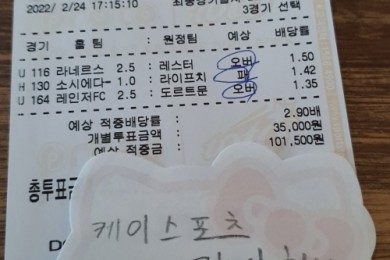 2022/ 2/24 17:15:10
3경기 선택
경기 홈팀 : 원정팀 예상 배당률
U 116 라네르스 2.5 : 레스터 오버 1.50
H 130 소시에다- 1.0 : 라이프치 패 1.42
U 164 레인저FC 2.5 : 도르트문 오버 1.35
예상 적중배당률 2.90배
개별투표금액 35,000원
예상 적중금 101,500원
총투표금
케이스포츠